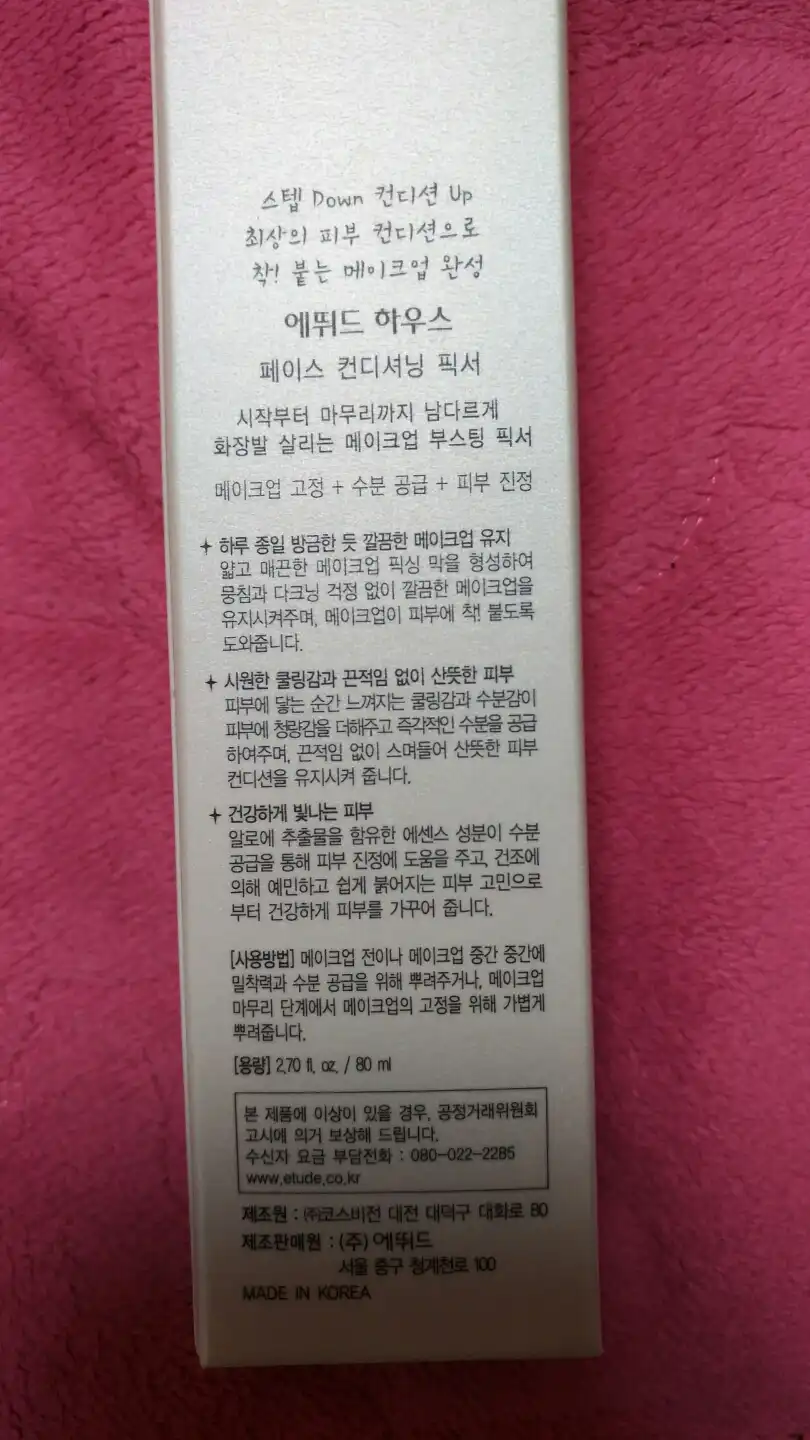 스텝 Down 컨디션 Up
최상의 피부 컨디션으로
착! 붙는 메이크업 완성
에뛰드 하우스
페이스 컨디셔닝 픽서
시작부터 마무리까지 남다르게
화장발 살리는 메이크업 부스팅 픽서
메이크업 고정 + 수분 공급 + 피부 진정
하루 종일 방금한 듯 깔끔한 메이크업 유지
얇고 매끈한 메이크업 픽싱 막을 형성하여
뭉침과 다크닝 걱정 없이 깔끔한 메이크업을
유지시켜주며, 메이크업이 피부에 착! 붙도록
도와줍니다.
시원한 쿨링감과 끈적임 없이 산뜻한 피부
피부에 닿는 순간 느껴지는 쿨링감과 수분감이
피부에 청량감을 더해주고 즉각적인 수분을 공급
하여주며, 끈적임 없이 스며들어 산뜻한 피부
컨디션을 유지시켜 줍니다.
건강하게 빛나는 피부
알로에 추출물을 함유한 에센스 성분이 수분
공급을 통해 피부 진정에 도움을 주고, 건조에
의해 예민하고 쉽게 붉어지는 피부 고민으로
부터 건강하게 피부를 가꾸어 줍니다.
[사용방법] 메이크업 전이나 메이크업 중간 중간에
밀착력과 수분 공급을 위해 뿌려주거나, 메이크업
마무리 단계에서 메이크업의 고정을 위해 가볍게
뿌려줍니다.
[용량] 2.70 fl. oz. / 80 ml
본 제품에 이상이 있을 경우, 공정거래위원회
고시에 의거 보상해 드립니다.
수신자 요금 부담전화 : 080-022-2285
www.etude.co.kr
제조원 : ㈜코스비전 대전 대덕구 대화로 80
제조판매원 : (주) 에뛰드
서울 중구 청계천로 100
MADE IN KOREA